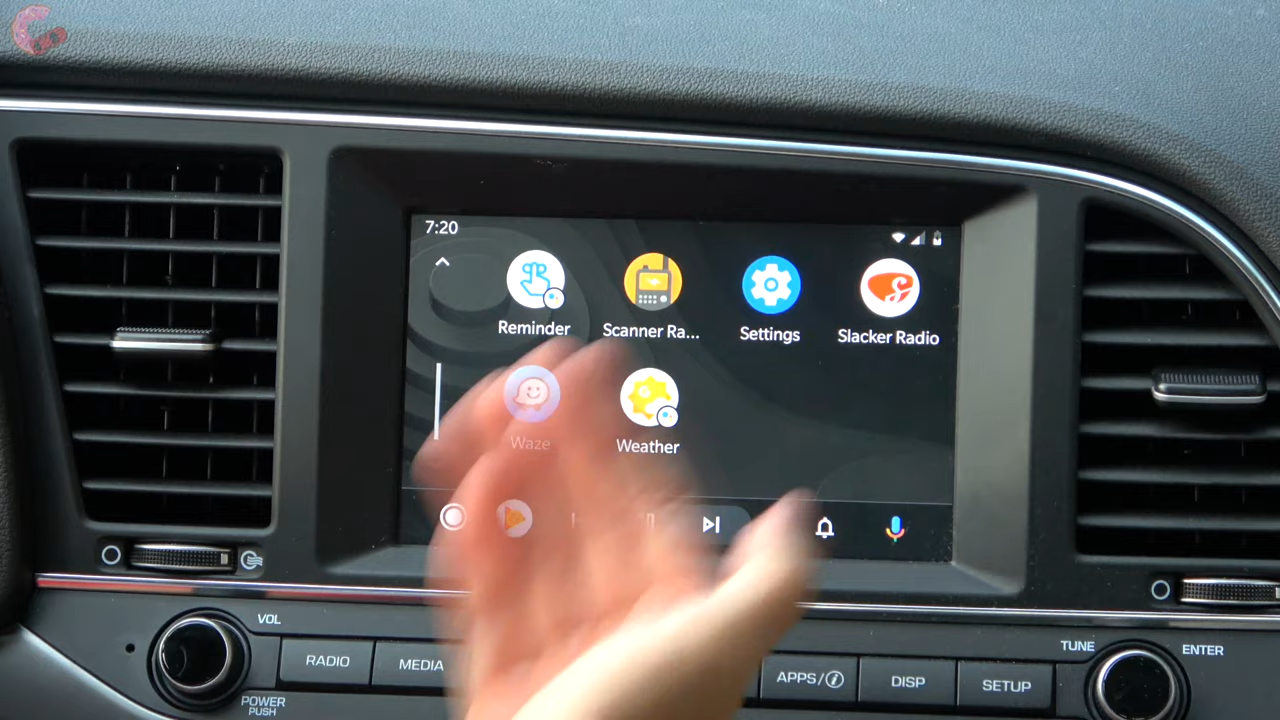 7:20
Reminder
Scanner Ra...
Settings
Slacker Radio
Waze
Weather
VOL
RADIO
MEDIA
POWER
PUSH
APPS/i
DISP
SETUP
TUNE
ENTER